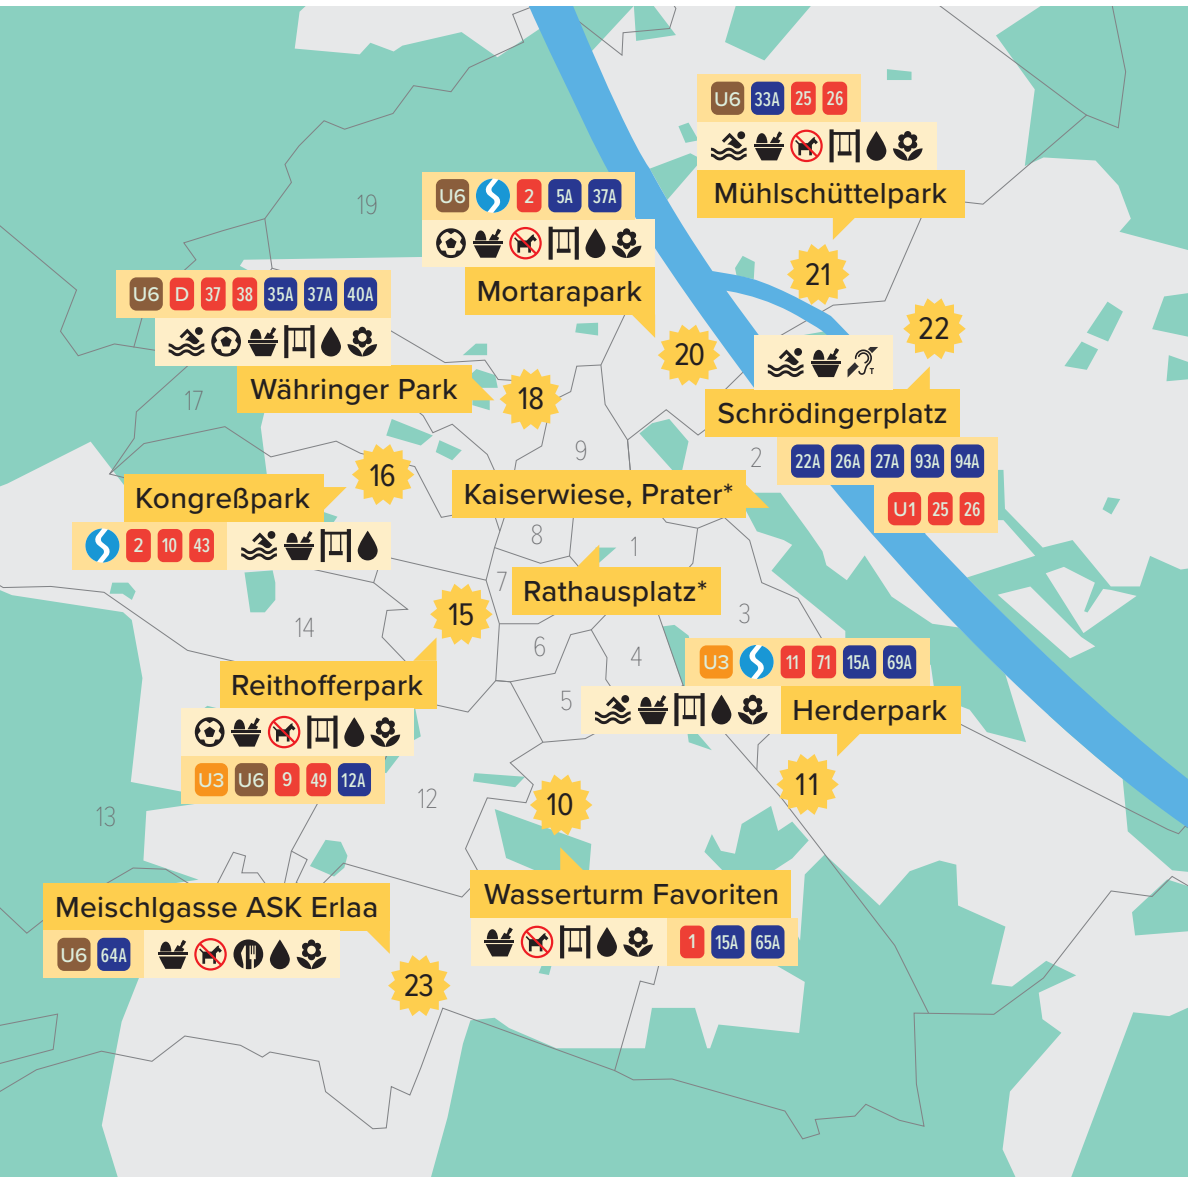 U6 33A 25 26
Mühlschüttelpark
21
19
U6 2 5A 37A
Mortarapark
20
U6 D 37 38 35A 37A 40A
Währinger Park
18
17
22
Schrödingerplatz
22A 26A 27A 93A 94A
U1 25 26
16
Kongreßpark
2 10 43
9
2
Kaiserwiese, Prater*
8
1
7
Rathausplatz*
15
14
6
4
3
5
Reithofferpark
U3 U6 9 49 12A
U3 11 71 15A 69A
Herderpark
11
T
13
12
10
Wasserturm Favoriten
1 15A 65A
Meischlgasse ASK Erlaa
U6 64A
23